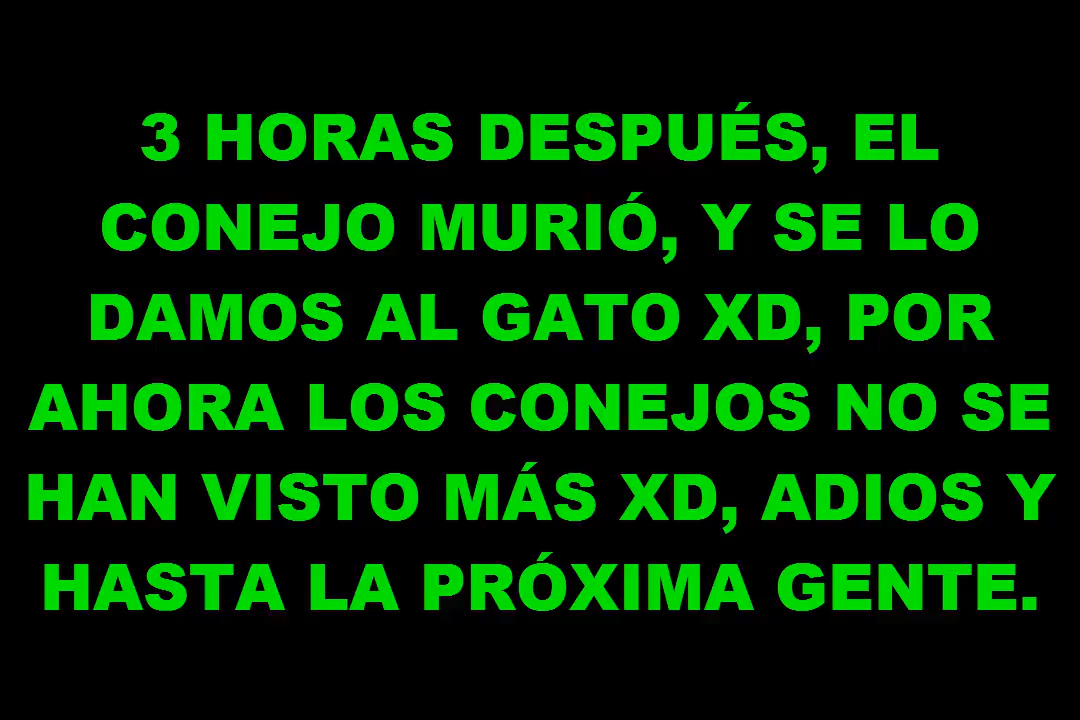 3 HORAS DESPUÉS, EL
CONEJO MURIÓ, Y SE LO
DAMOS AL GATO XD, POR
AHORA LOS CONEJOS NO SE
HAN VISTO MÁS XD, ADIOS Y
HASTA LA PRÓXIMA GENTE.